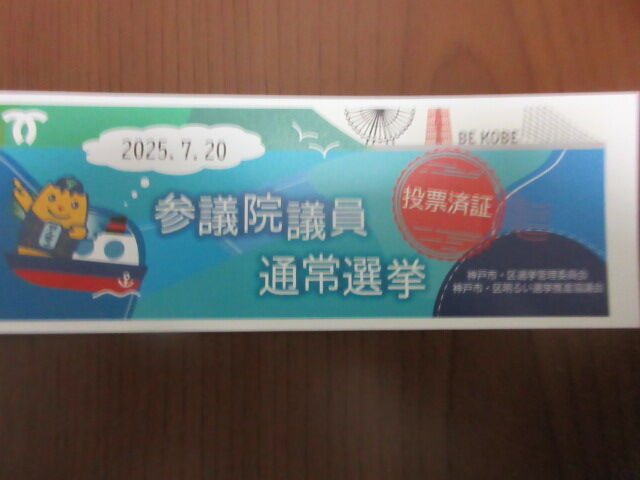 BE KOBE
2025.7.20
投票済証
参議院議員
通常選挙
神戸市・区選挙管理委員会
神戸市・区明るい選挙推進協議会